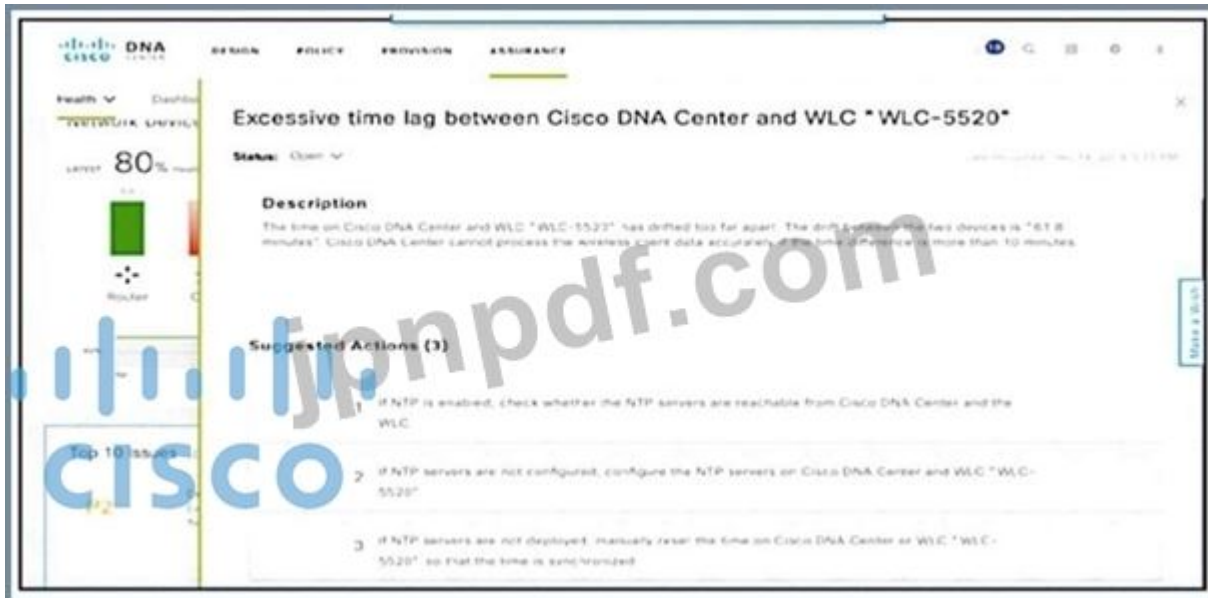 CISCO DNA CENTER
DESIGN POLICY PROVISION ASSURANCE
Health
NETWORK
Excessive time lag between Cisco DNA Center and WLC "WLC-5520"
LATEST 80%
Status: Open
Description
The time on Cisco DNA Center and WLC "WLC-5520" has drifted too far apart. The drift between the two devices is "61.8
minutes". Cisco DNA Center cannot process the wireless client data accurately if the time difference is more than 10 minutes.
Router
Make a Wish
jpnpdf.com
Suggested Actions (3)
1 If NTP is enabled, check whether the NTP servers are reachable from Cisco DNA Center and the
WLC
Top 10 Issues
CISCO
2 If NTP servers are not configured, configure the NTP servers on Cisco DNA Center and WLC "WLC-
5520"
P2
3 If NTP servers are not deployed, manually reset the time on Cisco DNA Center or WLC "WLC-
5520" so that the time is synchronized